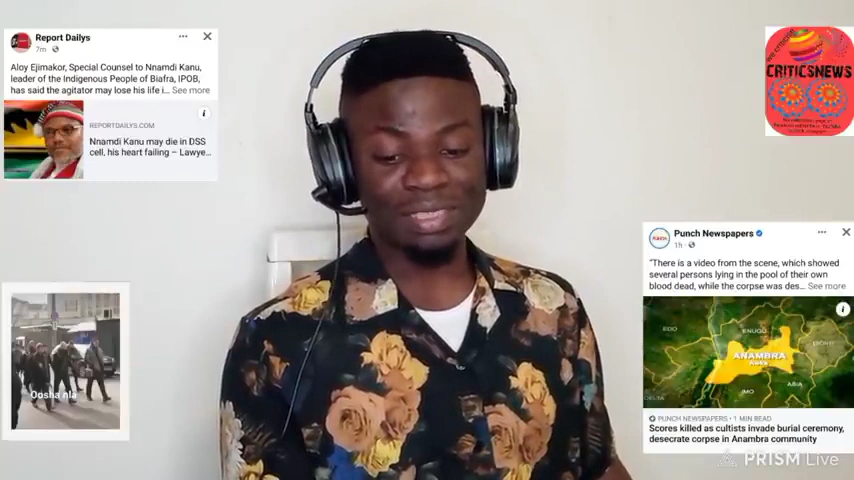 Report Dailys
7m
Aloy Ejimakor, Special Counsel to Nnamdi Kanu,
leader of the Indigenous People of Biafra, IPOB,
has said the agitator may lose his life i... See more
REPORTDAILYS.COM
Nnamdi Kanu may die in DSS
cell, his heart failing – Lawye...
CRITICSNEWS
Punch Newspapers
1h
"There is a video from the scene, which showed
several persons lying in the pool of their own
blood dead, while the corpse was des... See more
EDO
ENUGU
EBONYI
ANAMBRA
Awka
DELTA
IMO
ABIA
PUNCH NEWSPAPERS • 1 MIN READ
Scores killed as cultists invade burial ceremony,
desecrate corpse in Anambra community
Oosha nla
PRISM Live